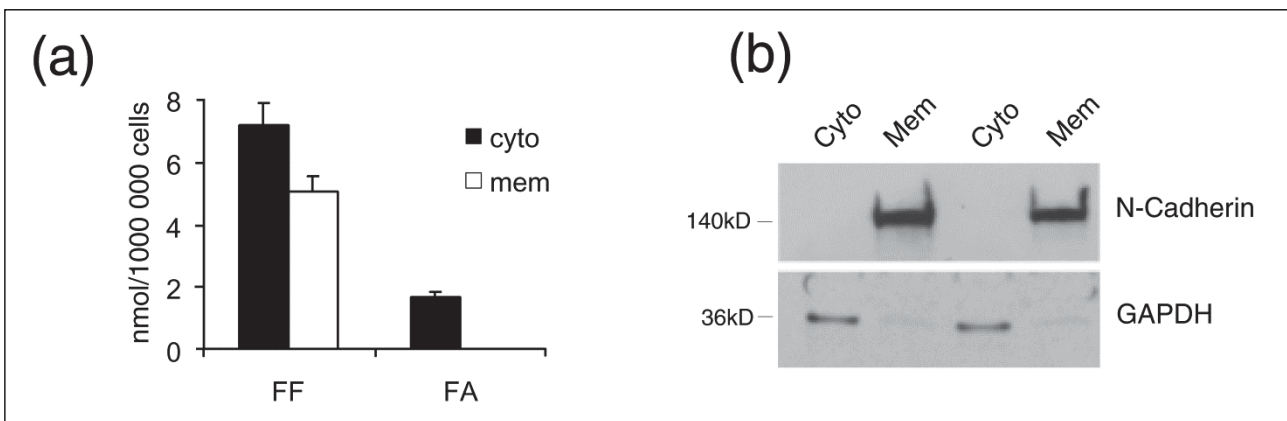 (a)
nmol/1000 000 cells
8
6
4
2
0
cyto
mem
FF FA
(b)
Cyto Mem Cyto Mem
140kD
N-Cadherin
36kD
GAPDH